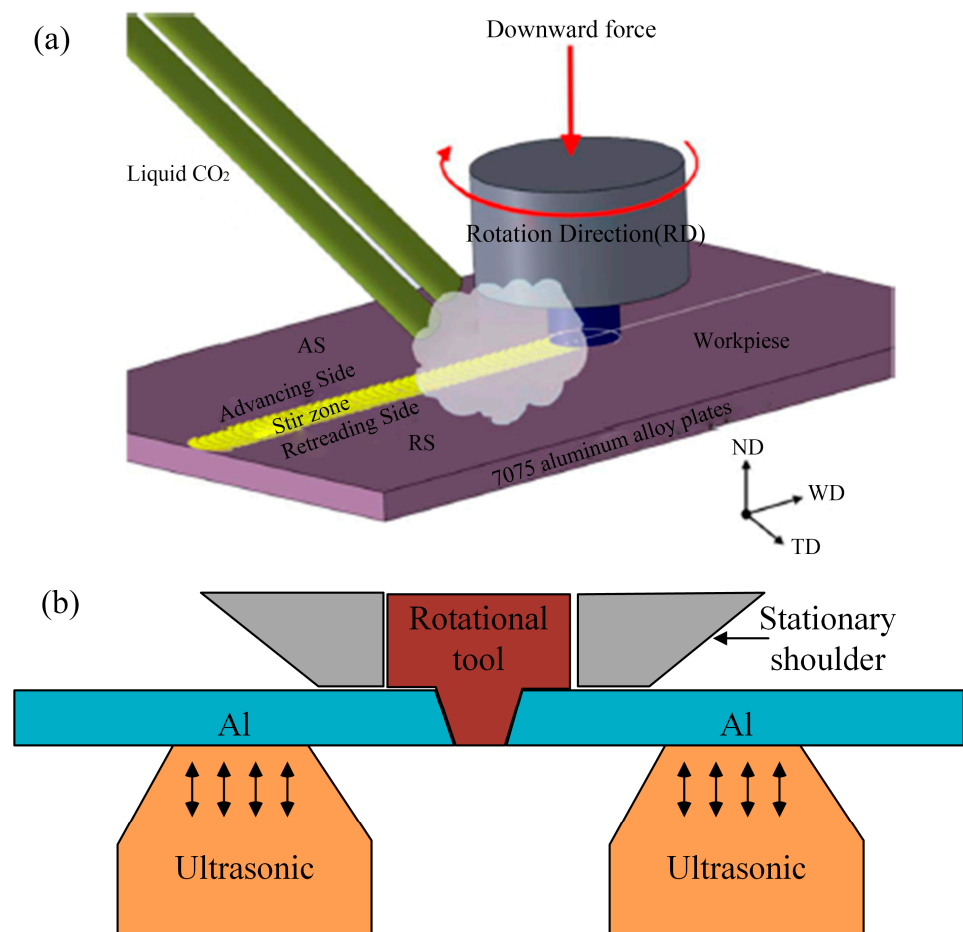 (a)
Downward force
Liquid CO₂
Rotation Direction(RD)
AS
Workpiese
Advancing Side
Stir zone
Retreading Side
RS
7075 aluminum alloy plates
ND
WD
TD
(b)
Rotational
tool
Stationary
shoulder
Al
Al
Ultrasonic
Ultrasonic